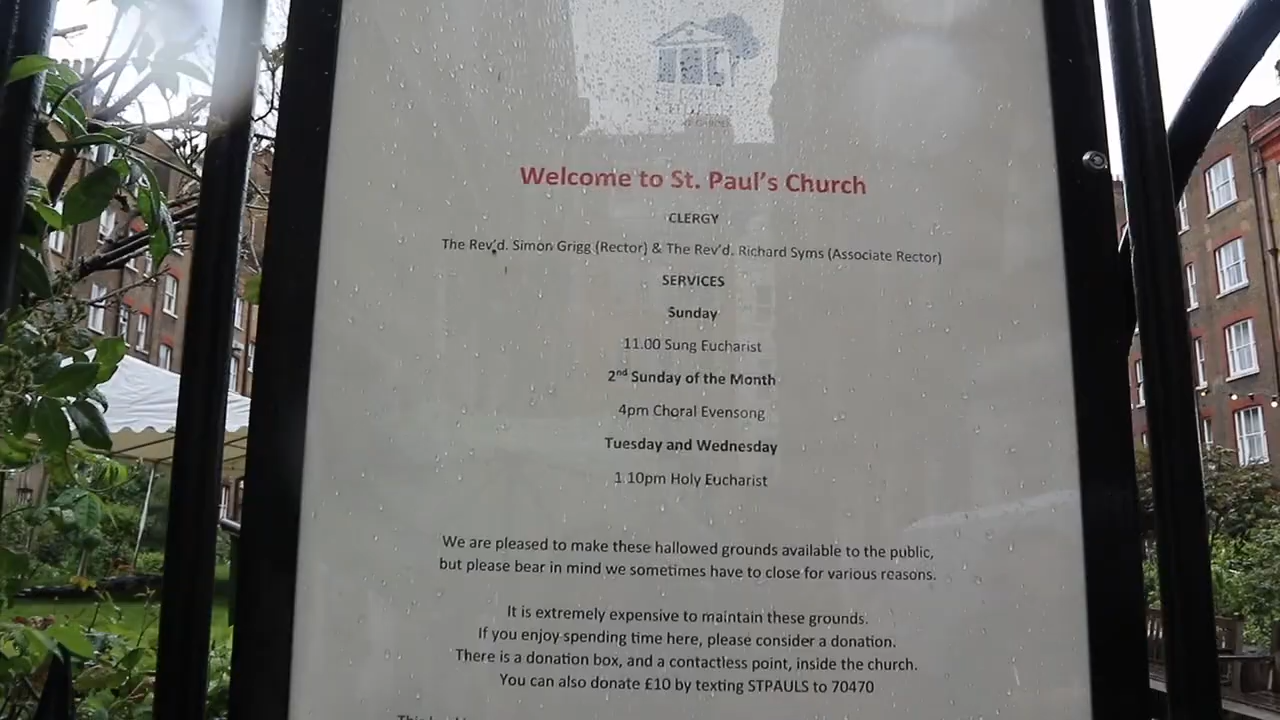 Welcome to St. Paul's Church
CLERGY
The Rev'd. Simon Grigg (Rector) & The Rev'd. Richard Syms (Associate Rector)
SERVICES
Sunday
11.00 Sung Eucharist
2nd Sunday of the Month
4pm Choral Evensong
Tuesday and Wednesday
1.10pm Holy Eucharist
We are pleased to make these hallowed grounds available to the public,
but please bear in mind we sometimes have to close for various reasons.
It is extremely expensive to maintain these grounds.
If you enjoy spending time here, please consider a donation.
There is a donation box, and a contactless point, inside the church.
You can also donate £10 by texting STPAULS to 70470